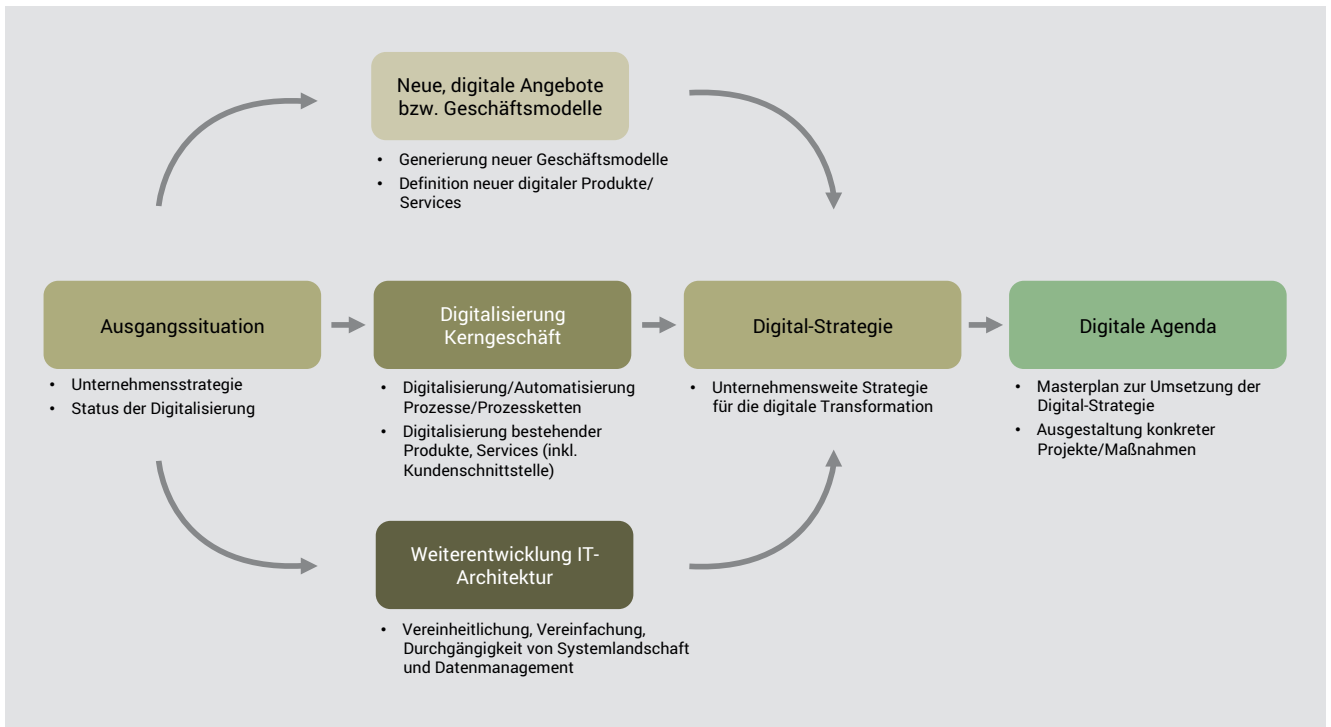 Neue, digitale Angebote
bzw. Geschäftsmodelle
• Generierung neuer Geschäftsmodelle
• Definition neuer digitaler Produkte/
Services
Ausgangssituation
• Unternehmensstrategie
• Status der Digitalisierung
Digitalisierung
Kerngeschäft
• Digitalisierung/Automatisierung
Prozesse/Prozessketten
• Digitalisierung bestehender
Produkte, Services (inkl.
Kundenschnittstelle)
Digital-Strategie
• Unternehmensweite Strategie
für die digitale Transformation
Digitale Agenda
• Masterplan zur Umsetzung der
Digital-Strategie
• Ausgestaltung konkreter
Projekte/Maßnahmen
Weiterentwicklung IT-
Architektur
• Vereinheitlichung, Vereinfachung,
Durchgängigkeit von Systemlandschaft
und Datenmanagement